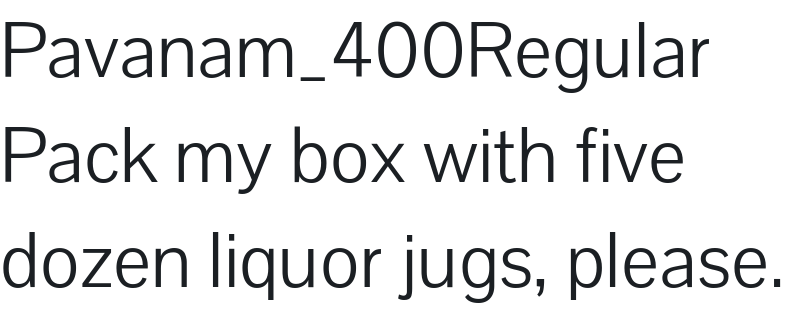 Pavanam_400Regular
Pack my box with five
dozen liquor jugs, please.